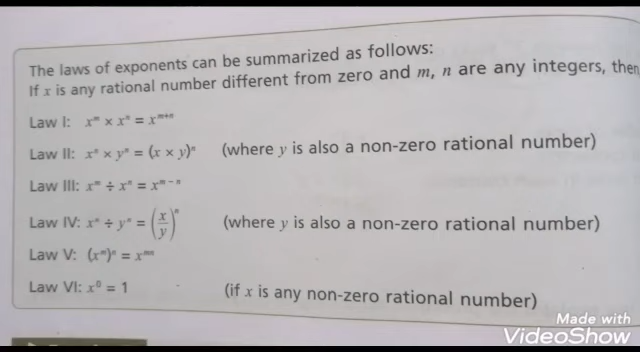 The laws of exponents can be summarized as follows:
If x is any rational number different from zero and m, n are any integers, then
Law I: xᵐ × xⁿ = xᵐ⁺ⁿ
Law II: xⁿ × yⁿ = (x × y)ⁿ (where y is also a non-zero rational number)
Law III: xᵐ ÷ xⁿ = xᵐ⁻ⁿ
Law IV: xⁿ ÷ yⁿ = (x/y)ⁿ (where y is also a non-zero rational number)
Law V: (xᵐ)ⁿ = xᵐⁿ
Law VI: x⁰ = 1 (if x is any non-zero rational number)
Made with
VideoShow